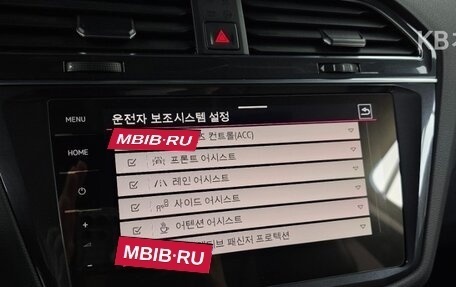 KB
MENU
운전자 보조시스템 설정
MBIB.RU
컨트롤(ACC)
HOME
프론트 어시스트
레인 어시스트
사이드 어시스트
+
어텐션 어시스트
MBIB.RU
패신저 프로텍션